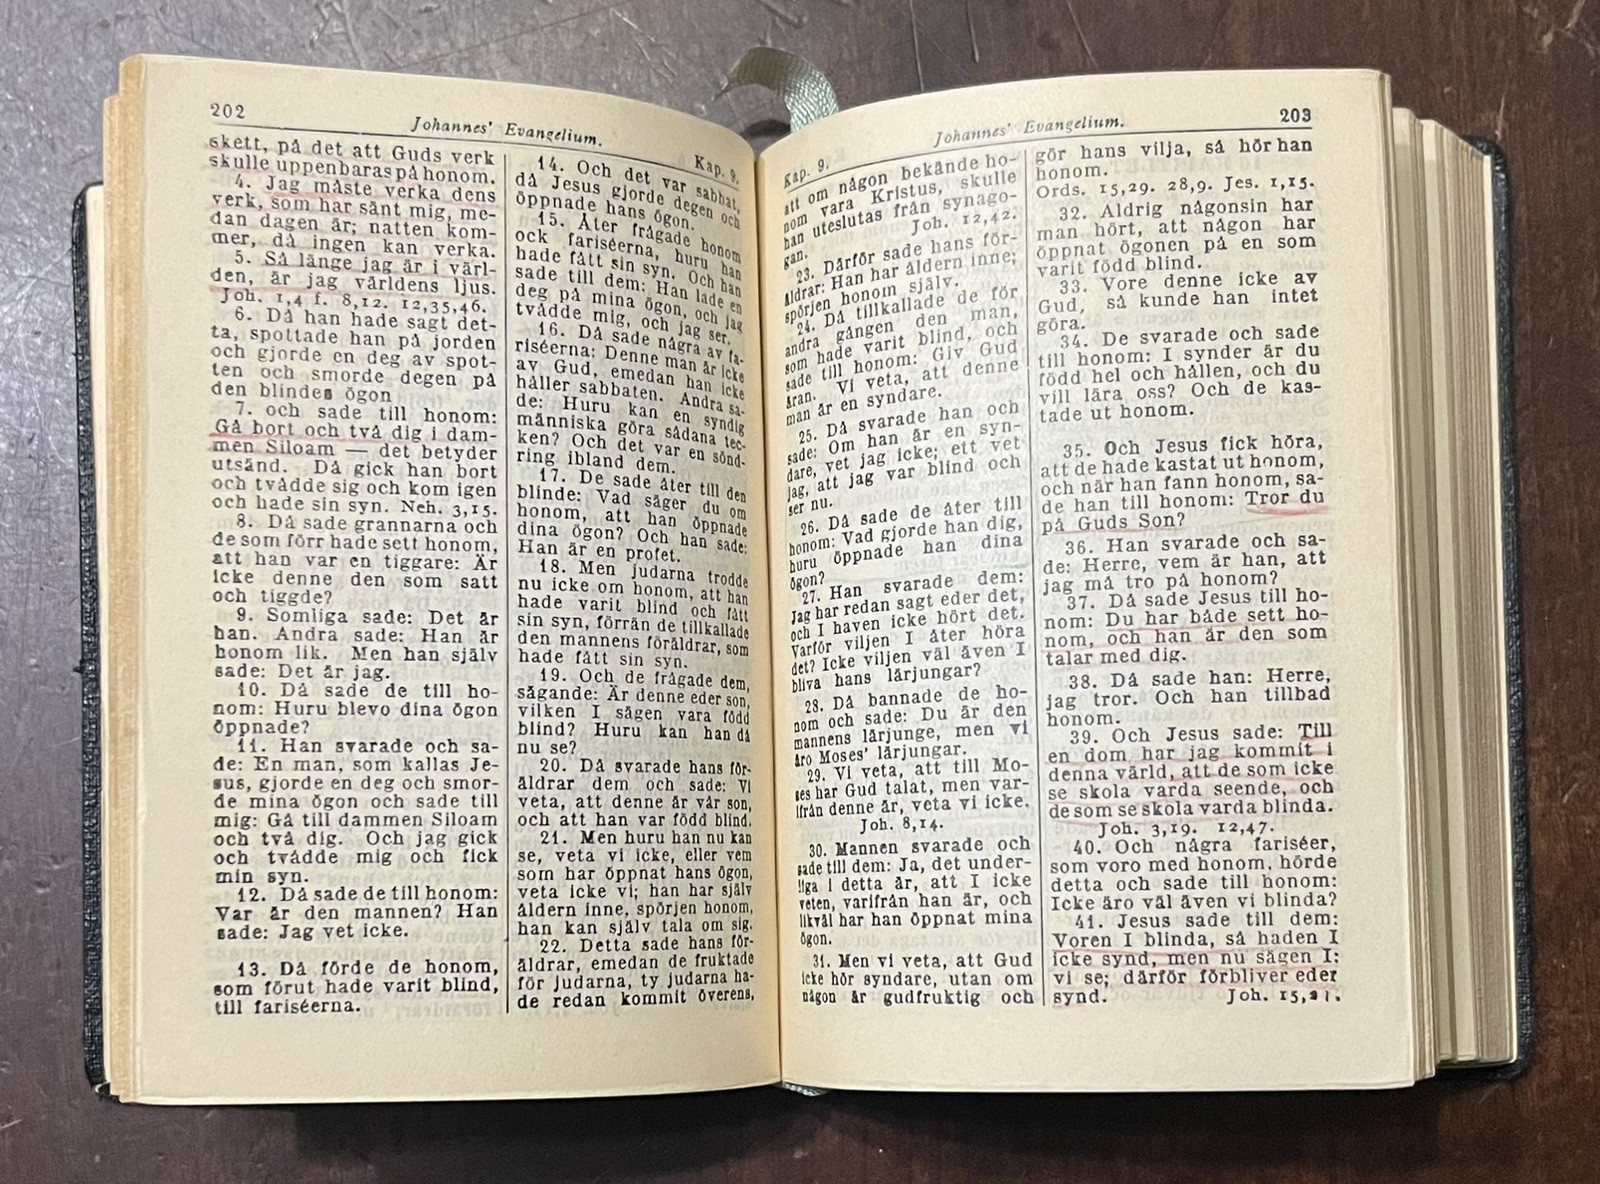 202
Johannes' Evangelium.
Kap. 9.
skett, på det att Guds verk
skulle uppenbaras på honom.
4. Jag måste verka dens
verk, som har sänt mig, me-
dan dagen är; natten kom-
mer, då ingen kan verka.
5. Så länge jag är i värl-
den, är jag världens ljus.
Joh. 1,4 f. 8,12. 12,35,46.
6. Då han hade sagt det-
ta, spottade han på jorden
och gjorde en deg av spot-
ten och smorde degen på
den blindes ögon
7. och sade till honom:
Gå bort och två dig i dam-
men Siloam — det betyder
utsänd. Då gick han bort
och tvådde sig och kom igen
och hade sin syn. Neh. 3,15.
8. Då sade grannarna och
de som förr hade sett honom,
att han var en tiggare: Är
icke denne den som satt
och tiggde?
9. Somliga sade: Det är
han. Andra sade: Han är
honom lik. Men han själv
sade: Det är jag.
10. Då sade de till ho-
nom: Huru blevo dina ögon
öppnade?
11. Han svarade och sa-
de: En man, som kallas Je-
sus, gjorde en deg och smor-
de mina ögon och sade till
mig: Gå till dammen Siloam
och två dig. Och jag gick
och tvådde mig och fick
min syn.
12. Då sade de till honom:
Var är den mannen? Han
sade: Jag vet icke.
13. Då förde de honom,
som förut hade varit blind,
till fariséerna.
14. Och det var sabbat,
då Jesus gjorde degen och
öppnade hans ögon.
15. Åter frågade honom
ock fariséerna, huru han
hade fått sin syn. Och han
sade till dem: Han lade en
deg på mina ögon, och jag
tvådde mig, och jag ser.
16. Då sade några av fa-
riséerna: Denne man är icke
av Gud, emedan han icke
håller sabbaten. Andra sa-
de: Huru kan en syndig
människa göra sådana tec-
ken? Och det var en sönd-
ring ibland dem.
17. De sade åter till den
blinde: Vad säger du om
honom, att han öppnade
dina ögon? Och han sade:
Han är en profet.
18. Men judarna trodde
nu icke om honom, att han
hade varit blind och fått
sin syn, förrän de tillkallade
den mannens föräldrar, som
hade fått sin syn.
19. Och de frågade dem,
sägande: Är denne eder son,
vilken I sägen vara född
blind? Huru kan han då
nu se?
20. Då svarade hans för-
äldrar dem och sade: Vi
veta, att denne är vår son,
och att han var född blind.
21. Men huru han nu kan
se, veta vi icke, eller vem
som har öppnat hans ögon,
veta icke vi; han har själv
åldern inne, spörjen honom,
han kan själv tala om sig.
22. Detta sade hans för-
äldrar, emedan de fruktade
för judarna, ty judarna ha-
de redan kommit överens,
Kap. 9.
Johannes' Evangelium.
203
att om någon bekände ho-
nom vara Kristus, skulle
han uteslutas från synago-
gan. Joh. 12,42.
23. Därför sade hans för-
äldrar: Han har åldern inne;
spörjen honom själv.
24. Då tillkallade de för
andra gången den man,
som hade varit blind, och
sade till honom: Giv Gud
äran. Vi veta, att denne
man är en syndare.
25. Då svarade han och
sade: Om han är en syn-
dare, vet jag icke; ett vet
jag, att jag var blind och
ser nu.
26. Då sade de åter till
honom: Vad gjorde han dig,
huru öppnade han dina
ögon?
27. Han svarade dem:
Jag har redan sagt eder det,
och I haven icke hört det.
Varför viljen I åter höra
det? Icke viljen väl även I
bliva hans lärjungar?
28. Då bannade de ho-
nom och sade: Du är den
mannens lärjunge, men vi
äro Moses' lärjungar.
29. Vi veta, att till Mo-
ses har Gud talat, men var-
ifrån denne är, veta vi icke.
Joh. 8,14.
30. Mannen svarade och
sade till dem: Ja, det under-
liga i detta är, att I icke
veten, varifrån han är, och
likväl har han öppnat mina
ögon.
31. Men vi veta, att Gud
icke hör syndare, utan om
någon är gudfruktig och
gör hans vilja, så hör han
honom.
Ords. 15,29. 28,9. Jes. 1,15.
32. Aldrig någonsin har
man hört, att någon har
öppnat ögonen på en som
varit född blind.
33. Vore denne icke av
Gud, så kunde han intet
göra.
34. De svarade och sade
till honom: I synder är du
född hel och hållen, och du
vill lära oss? Och de kas-
tade ut honom.
35. Och Jesus fick höra,
att de hade kastat ut honom,
och när han fann honom, sa-
de han till honom: Tror du
på Guds Son?
36. Han svarade och sa-
de: Herre, vem är han, att
jag må tro på honom?
37. Då sade Jesus till ho-
nom: Du har både sett ho-
nom, och han är den som
talar med dig.
38. Då sade han: Herre,
jag tror. Och han tillbad
honom.
39. Och Jesus sade: Till
en dom har jag kommit i
denna värld, att de som icke
se skola varda seende, och
de som se skola varda blinda.
Joh. 3,19. 12,47.
40. Och några fariséer,
som voro med honom, hörde
detta och sade till honom:
Icke äro väl även vi blinda?
41. Jesus sade till dem:
Voren I blinda, så haden I
icke synd, men nu sägen I:
vi se; därför förbliver eder
synd. Joh. 15,21.